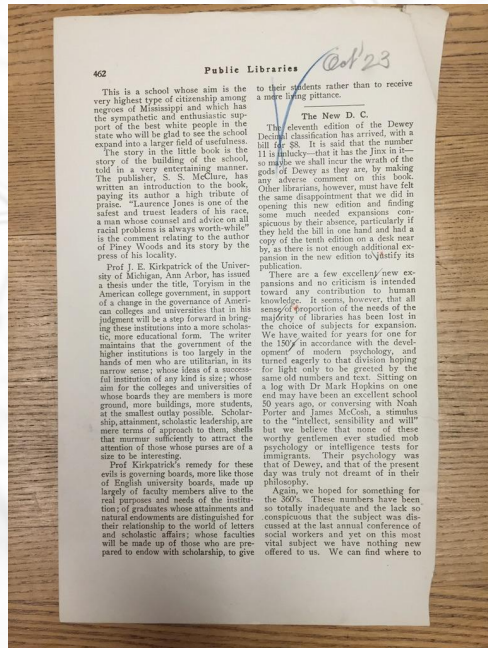 Oct 23
462
Public Libraries
This is a school whose aim is the
very highest type of citizenship among
negroes of Mississippi and which has
the sympathetic and enthusiastic sup-
port of the best white people in the
state who will be glad to see the school
expand into a larger field of usefulness.
The story in the little book is the
story of the building of the school,
told in a very entertaining manner.
The publisher, S. S. McClure, has
written an introduction to the book,
paying its author a high tribute of
praise. "Laurence Jones is one of the
safest and truest leaders of his race,
a man whose counsel and advice on all
racial problems is always worth-while"
is the comment relating to the author
of Piney Woods and its story by the
press of his locality.
Prof J. E. Kirkpatrick of the Univer-
sity of Michigan, Ann Arbor, has issued
a thesis under the title, Toryism in the
American college government, in support
of a change in the governance of Ameri-
can colleges and universities that in his
judgment will be a step forward in bring-
ing these institutions into a more scholas-
tic, more educational form. The writer
maintains that the government of the
higher institutions is too largely in the
hands of men who are utilitarian, in its
narrow sense; whose ideas of a success-
ful institution of any kind is size; whose
aim for the colleges and universities of
whose boards they are members is more
ground, more buildings, more students,
at the smallest outlay possible. Scholar-
ship, attainment, scholastic leadership, are
mere terms of approach to them, shells
that murmur sufficiently to attract the
attention of those whose purses are of a
size to be interesting.
Prof Kirkpatrick's remedy for these
evils is governing boards, more like those
of English university boards, made up
largely of faculty members alive to the
real purposes and needs of the institu-
tion; of graduates whose attainments and
natural endowments are distinguished for
their relationship to the world of letters
and scholastic affairs; whose faculties
will be made up of those who are pre-
pared to endow with scholarship, to give
to their students rather than to receive
a mere living pittance.
The New D. C.
The eleventh edition of the Dewey
Decimal classification has arrived, with a
bill for $8. It is said that the number
11 is unlucky—that it has the Jinx in it—
so maybe we shall incur the wrath of the
gods of Dewey as they are, by making
any adverse comment on this book.
Other librarians, however, must have felt
the same disappointment that we did in
opening this new edition and finding
some much needed expansions con-
spicuous by their absence, particularly if
they held the bill in one hand and had a
copy of the tenth edition on a desk near
by, as there is not enough additional ex-
pansion in the new edition to justify its
publication.
There are a few excellent new ex-
pansions and no criticism is intended
toward any contribution to human
knowledge. It seems, however, that all
sense of proportion of the needs of the
majority of libraries has been lost in
the choice of subjects for expansion.
We have waited for years for one for
the 150's in accordance with the devel-
opment of modern psychology, and
turned eagerly to that division hoping
for light only to be greeted by the
same old numbers and text. Sitting on
a log with Dr Mark Hopkins on one
end may have been an excellent school
50 years ago, or conversing with Noah
Porter and James McCosh, a stimulus
to the "intellect, sensibility and will"
but we believe that none of these
worthy gentlemen ever studied mob
psychology or intelligence tests for
immigrants. Their psychology was
that of Dewey, and that of the present
day was truly not dreamt of in their
philosophy.
Again, we hoped for something for
the 360's. These numbers have been
so totally inadequate and the lack so
conspicuous that the subject was dis-
cussed at the last annual conference of
social workers and yet on this most
vital subject we have nothing new
offered to us. We can find where to